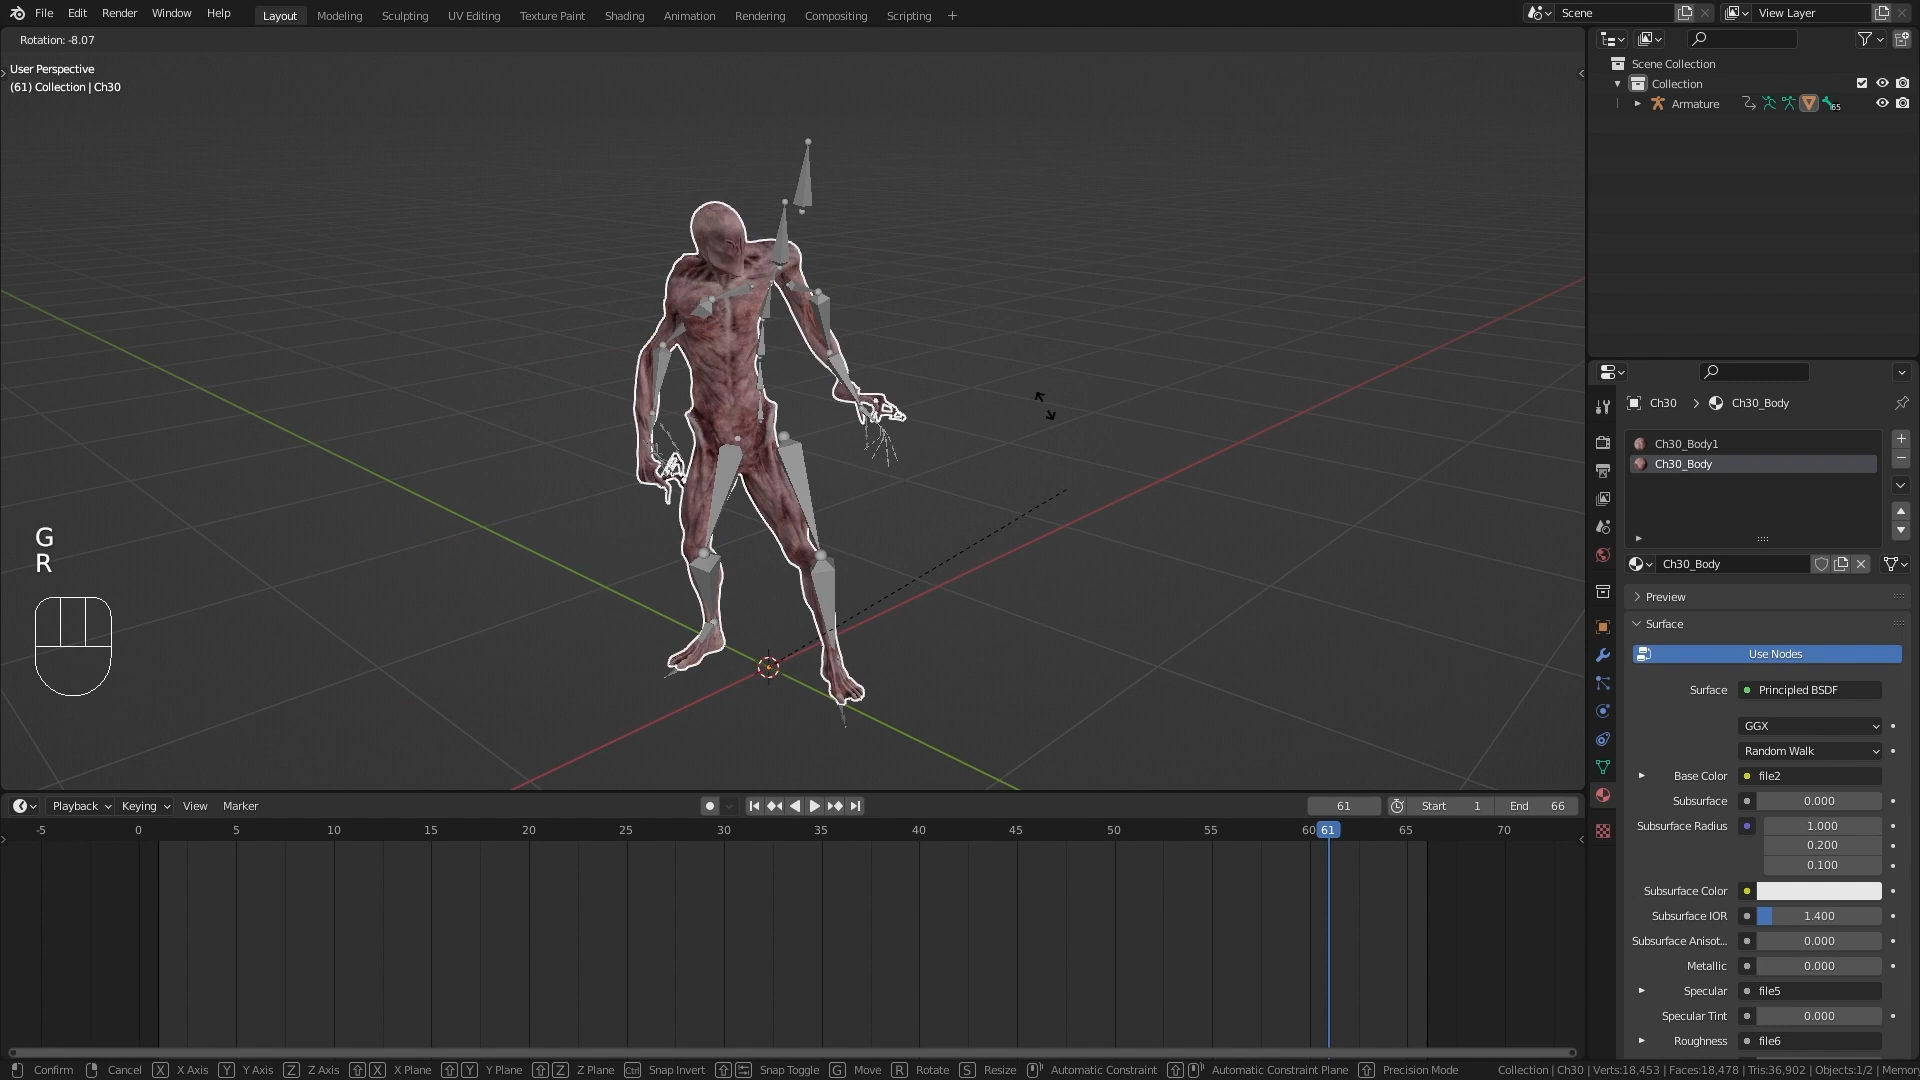 File Edit Render Window Help Layout Modeling Sculpting UV Editing Texture Paint Shading Animation Rendering Compositing Scripting + Scene View Layer
Rotation: -8.07
User Perspective
(61) Collection | Ch30
Scene Collection
Collection
Armature 65
G
R
Ch30 > Ch30_Body
Ch30_Body1
Ch30_Body
Ch30_Body
Preview
Surface
Use Nodes
Surface Principled BSDF
GGX
Random Walk
Base Color file2
Subsurface 0.000
Subsurface Radius 1.000
0.200
0.100
Subsurface Color
Subsurface IOR 1.400
Subsurface Anisot... 0.000
Metallic 0.000
Specular file5
Specular Tint 0.000
Roughness file6
Playback Keying View Marker 61 Start 1 End 66
-5 0 5 10 15 20 25 30 35 40 45 50 55 60 61 65 70
Confirm Cancel X X Axis Y Y Axis Z Z Axis X X Plane Y Y Plane Z Z Plane Ctrl Snap Invert Snap Toggle G Move R Rotate S Resize Automatic Constraint Automatic Constraint Plane Precision Mode Collection | Ch30 | Verts:18,453 | Faces:18,478 | Tris:36,902 | Objects:1/2 | Memor